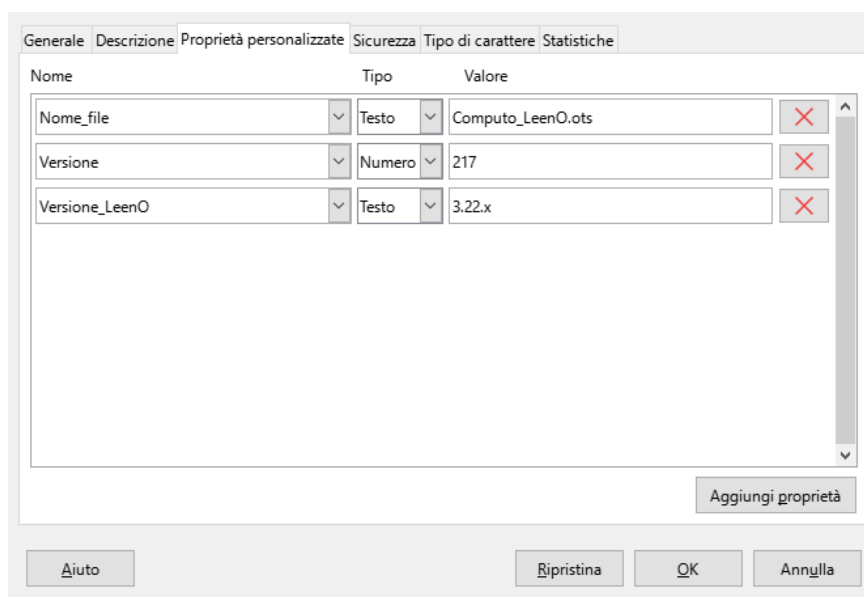 Generale Descrizione Proprietà personalizzate Sicurezza Tipo di carattere Statistiche
Nome Tipo Valore
Nome_file Testo Computo_LeenO.ots
Versione Numero 217
Versione_LeenO Testo 3.22.x
Aggiungi proprietà
Aiuto Ripristina OK Annulla